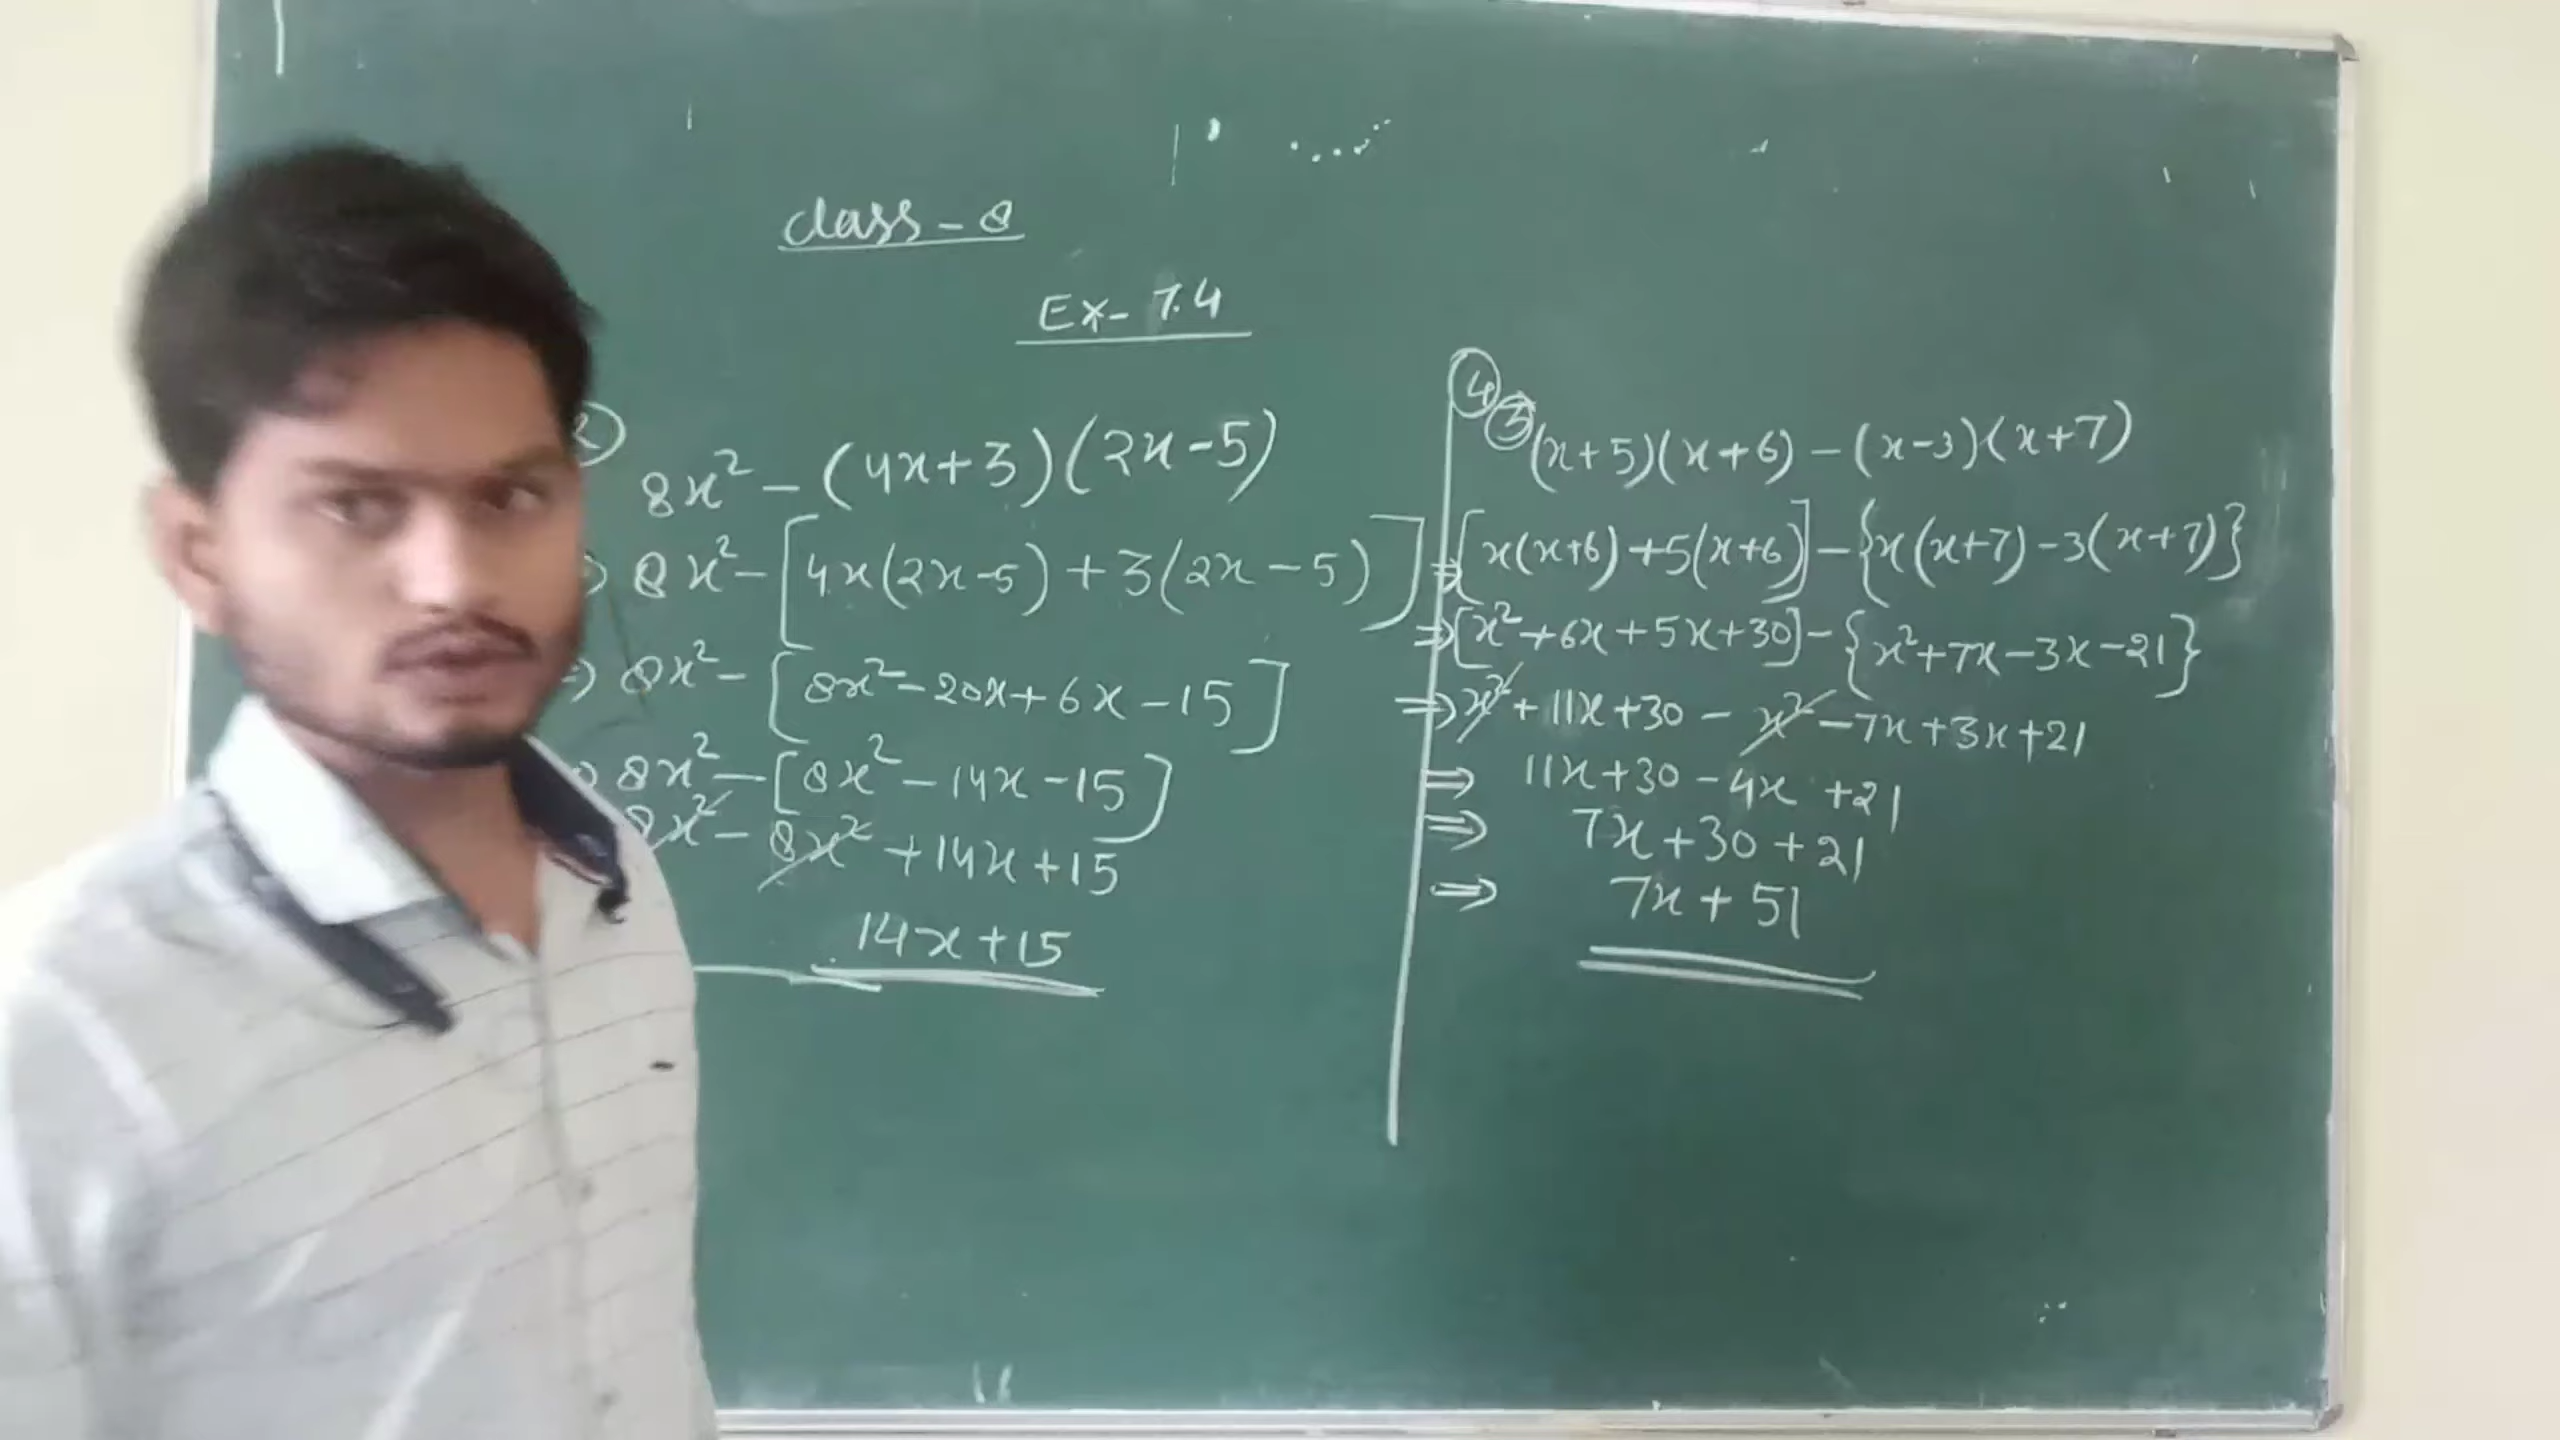 Class - 8
Ex- 7.4
8x² - (4x+3)(2x-5)
8x² - [4x(2x-5) + 3(2x-5)]
8x² - [8x² - 20x + 6x - 15]
8x² - [8x² - 14x - 15]
8x² - 8x² + 14x + 15
14x + 15
④
③ (x+5)(x+6) - (x-3)(x+7)
⇒ [x(x+6) + 5(x+6)] - {x(x+7) - 3(x+7)}
⇒ [x² + 6x + 5x + 30] - {x² + 7x - 3x - 21}
⇒ x² + 11x + 30 - x² - 7x + 3x + 21
⇒ 11x + 30 - 4x + 21
⇒ 7x + 30 + 21
⇒ 7x + 51